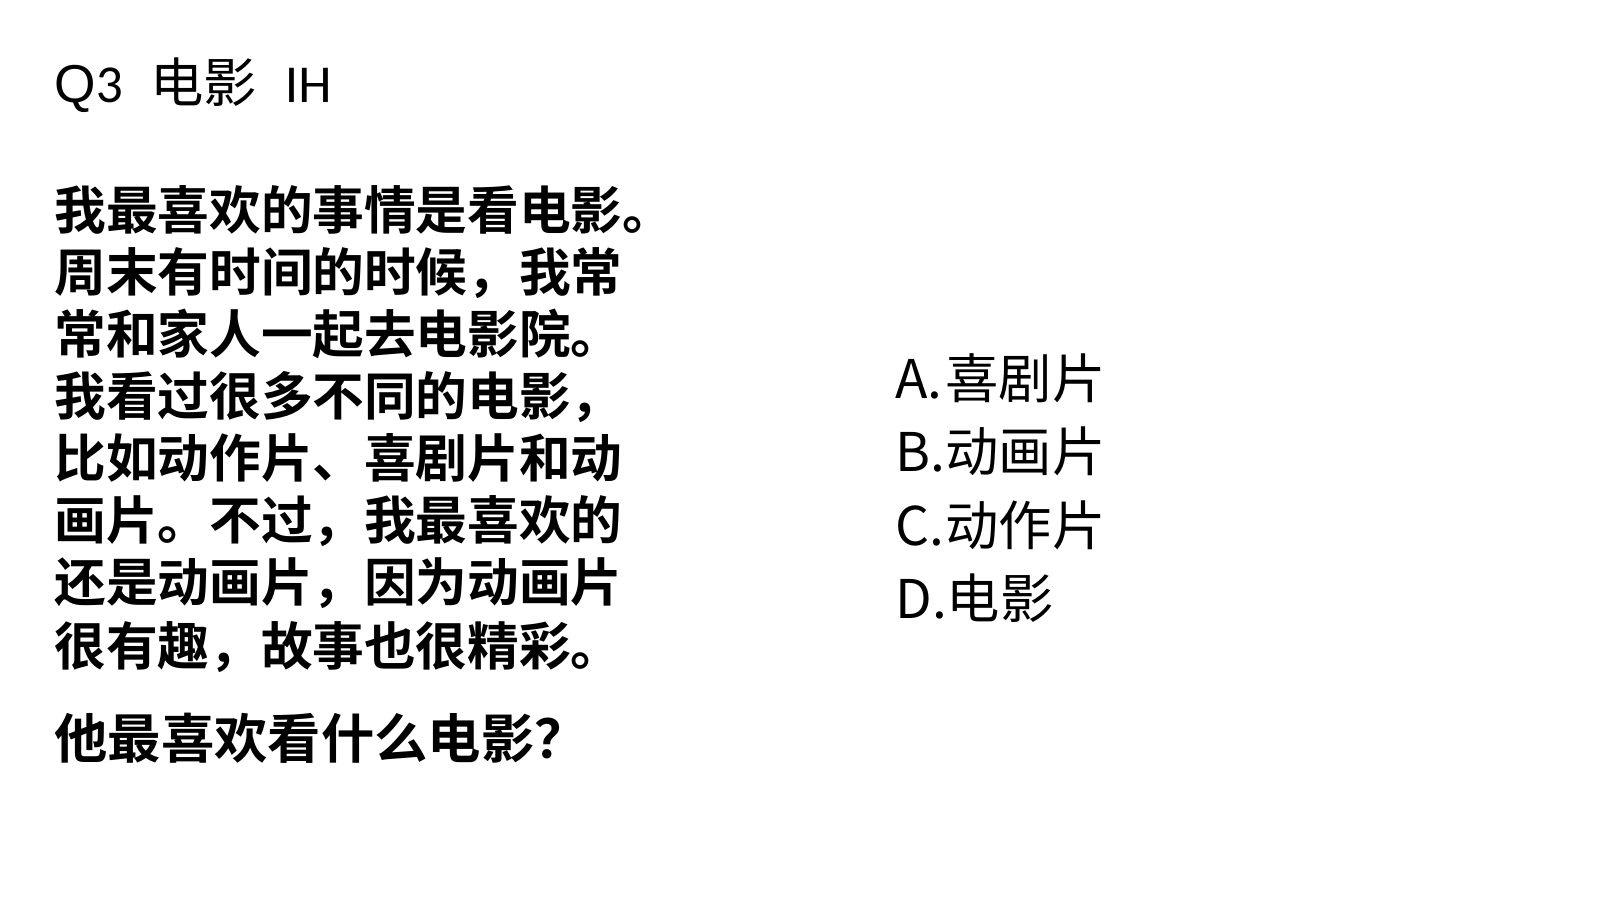 Q3 电影 IH
我最喜欢的事情是看电影。
周末有时间的时候，我常
常和家人一起去电影院。
我看过很多不同的电影，
比如动作片、喜剧片和动
画片。不过，我最喜欢的
还是动画片，因为动画片
很有趣，故事也很精彩。
他最喜欢看什么电影？
A.喜剧片
B.动画片
C.动作片
D.电影